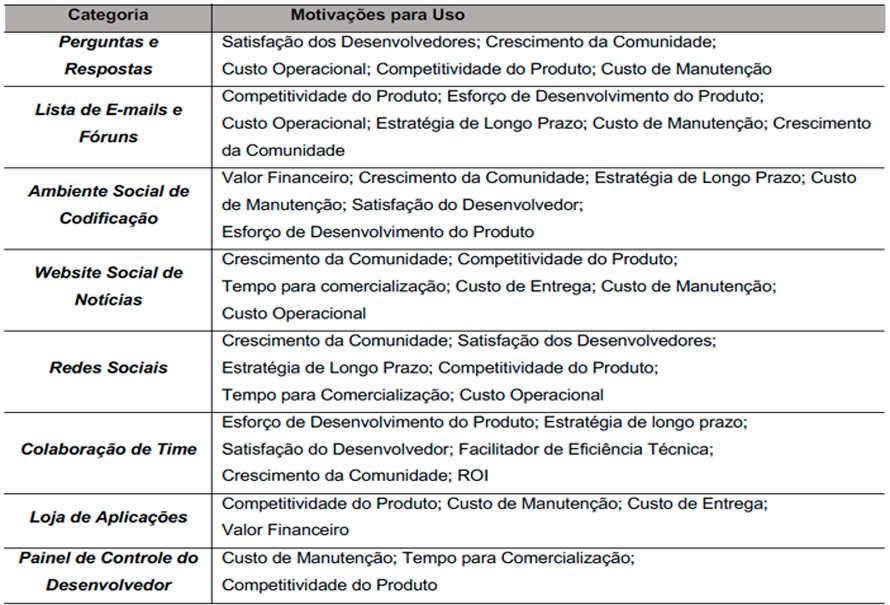 Categoria Motivações para Uso
Perguntas e
Respostas
Satisfação dos Desenvolvedores; Crescimento da Comunidade;
Custo Operacional; Competitividade do Produto; Custo de Manutenção
Lista de E-mails e
Fóruns
Competitividade do Produto; Esforço de Desenvolvimento do Produto;
Custo Operacional; Estratégia de Longo Prazo; Custo de Manutenção; Crescimento
da Comunidade
Ambiente Social de
Codificação
Valor Financeiro; Crescimento da Comunidade; Estratégia de Longo Prazo; Custo
de Manutenção; Satisfação do Desenvolvedor;
Esforço de Desenvolvimento do Produto
Website Social de
Notícias
Crescimento da Comunidade; Competitividade do Produto;
Tempo para comercialização; Custo de Entrega; Custo de Manutenção;
Custo Operacional
Redes Sociais
Crescimento da Comunidade; Satisfação dos Desenvolvedores;
Estratégia de Longo Prazo; Competitividade do Produto;
Tempo para Comercialização; Custo Operacional
Colaboração de Time
Esforço de Desenvolvimento do Produto; Estratégia de longo prazo;
Satisfação do Desenvolvedor; Facilitador de Eficiência Técnica;
Crescimento da Comunidade; ROI
Loja de Aplicações
Competitividade do Produto; Custo de Manutenção; Custo de Entrega;
Valor Financeiro
Painel de Controle do
Desenvolvedor
Custo de Manutenção; Tempo para Comercialização;
Competitividade do Produto